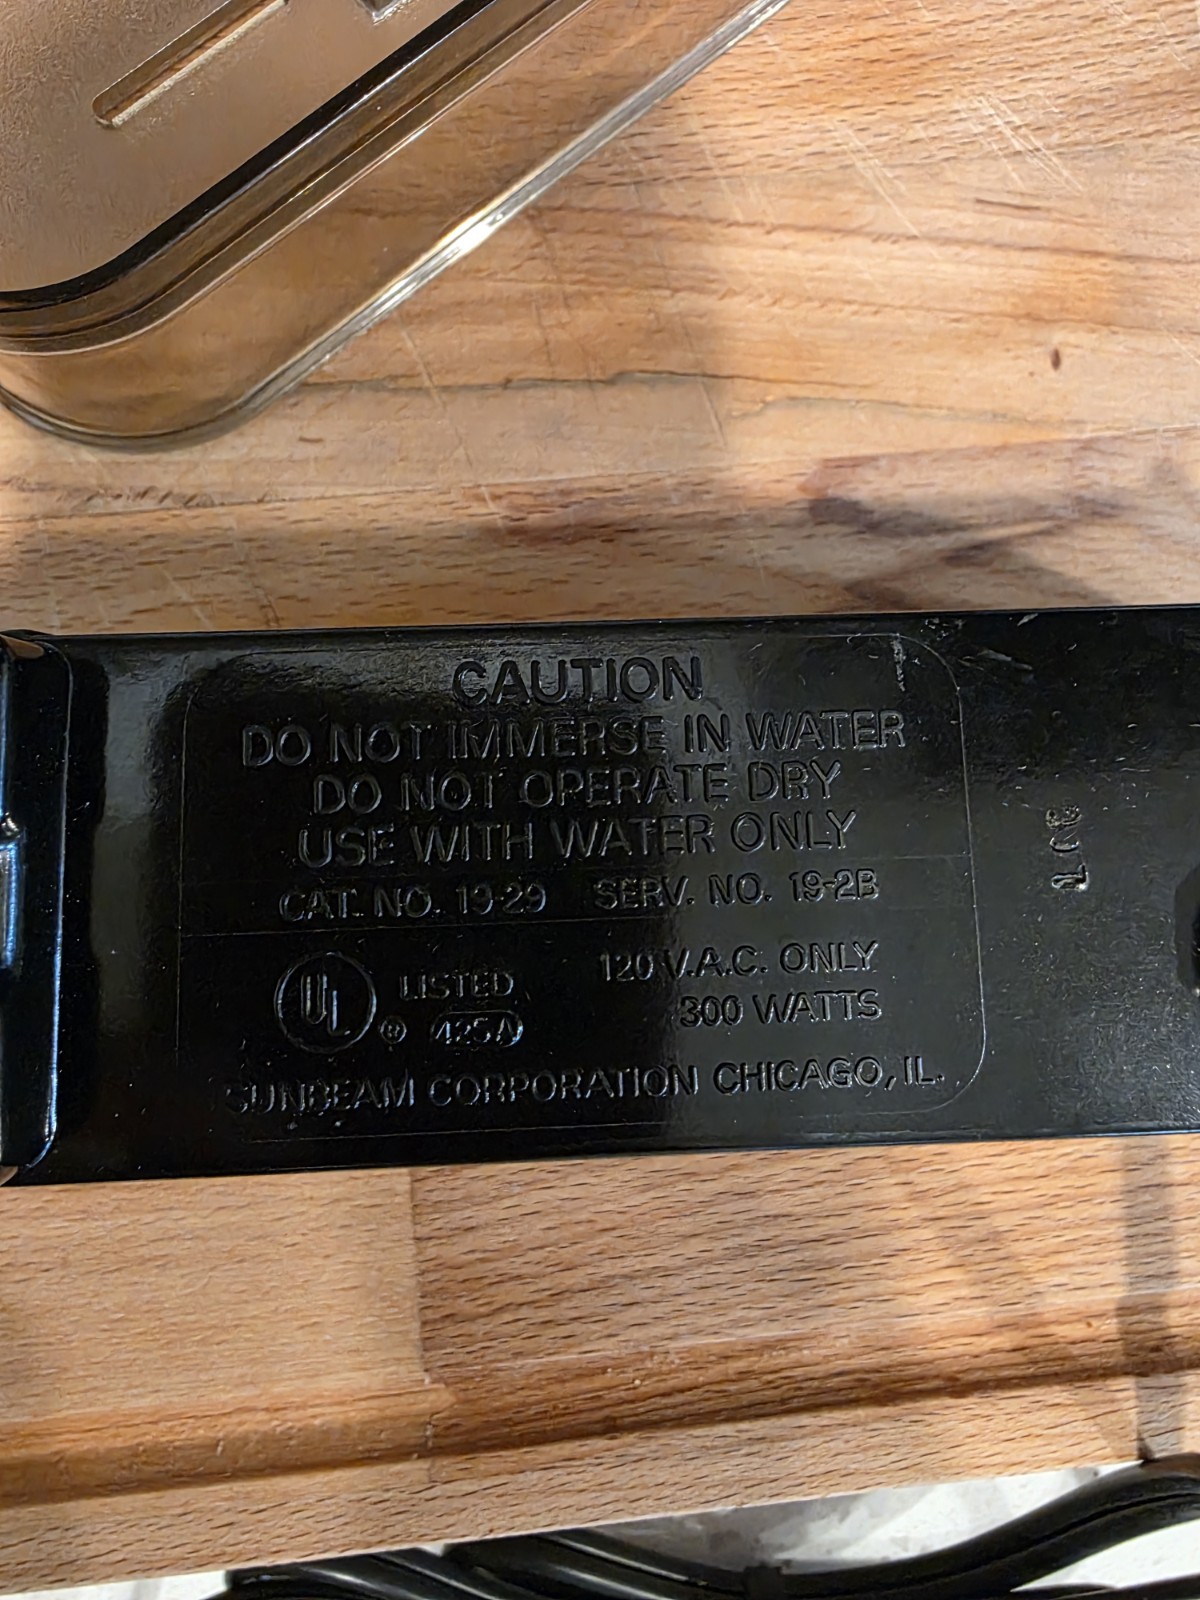 CAUTION
DO NOT IMMERSE IN WATER
DO NOT OPERATE DRY
USE WITH WATER ONLY
CAT. NO. 19-29 SERV. NO. 19-2B
UL LISTED 120 V.A.C. ONLY
® 425A 300 WATTS
SUNBEAM CORPORATION CHICAGO, IL.